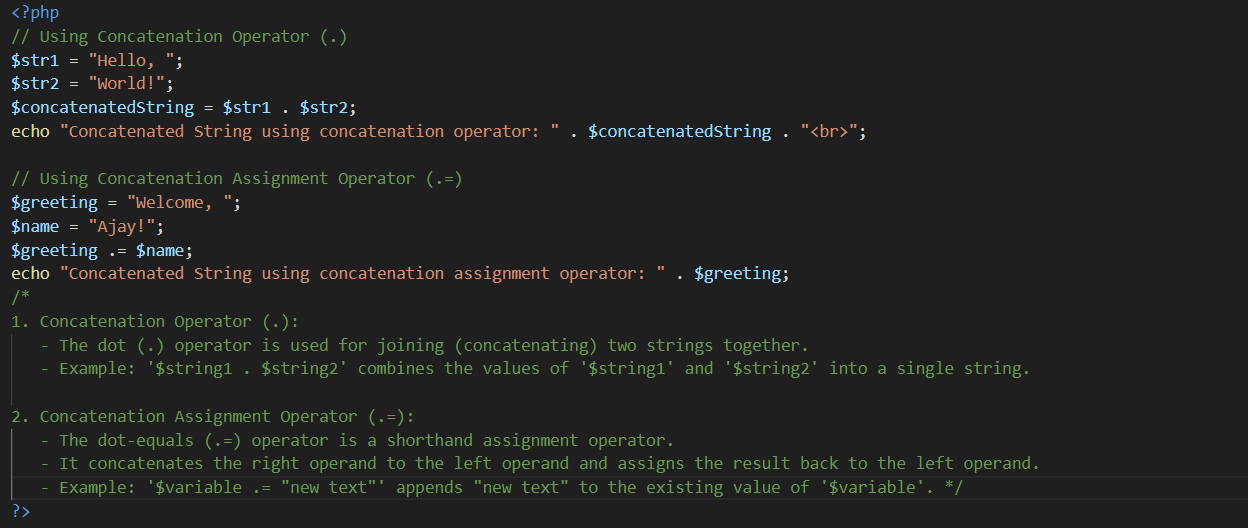 <?php
// Using Concatenation Operator (.)
$str1 = "Hello, ";
$str2 = "World!";
$concatenatedString = $str1 . $str2;
echo "Concatenated String using concatenation operator: " . $concatenatedString . "<br>";

// Using Concatenation Assignment Operator (.=)
$greeting = "Welcome, ";
$name = "Ajay!";
$greeting .= $name;
echo "Concatenated String using concatenation assignment operator: " . $greeting;
/*
1. Concatenation Operator (.):
   - The dot (.) operator is used for joining (concatenating) two strings together.
   - Example: '$string1 . $string2' combines the values of '$string1' and '$string2' into a single string.

2. Concatenation Assignment Operator (.=):
   - The dot-equals (.=) operator is a shorthand assignment operator.
   - It concatenates the right operand to the left operand and assigns the result back to the left operand.
   - Example: '$variable .= "new text"' appends "new text" to the existing value of '$variable'. */
?>